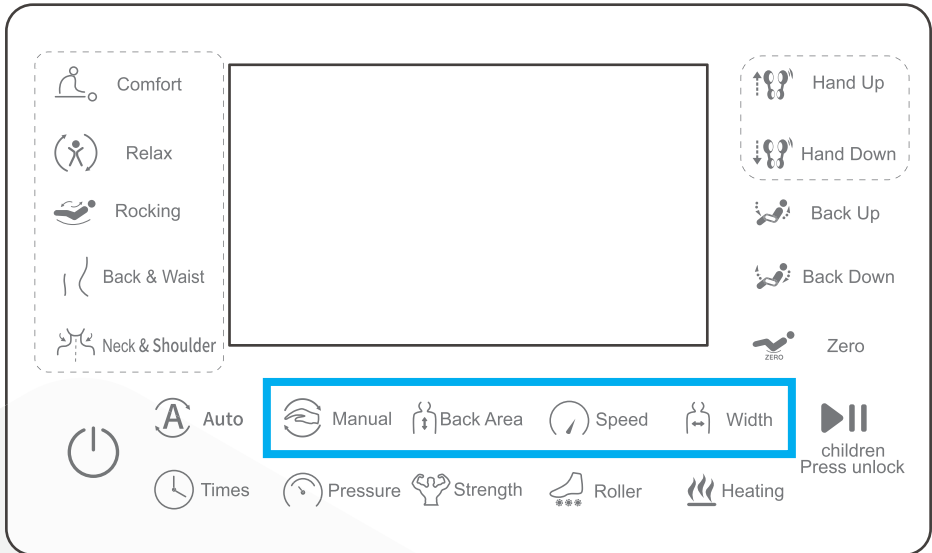 Comfort
Relax
Rocking
Back & Waist
Neck & Shoulder
Hand Up
Hand Down
Back Up
Back Down
ZERO
Zero
A Auto
Manual
Back Area
Speed
Width
children
Press unlock
Times
Pressure
Strength
Roller
Heating